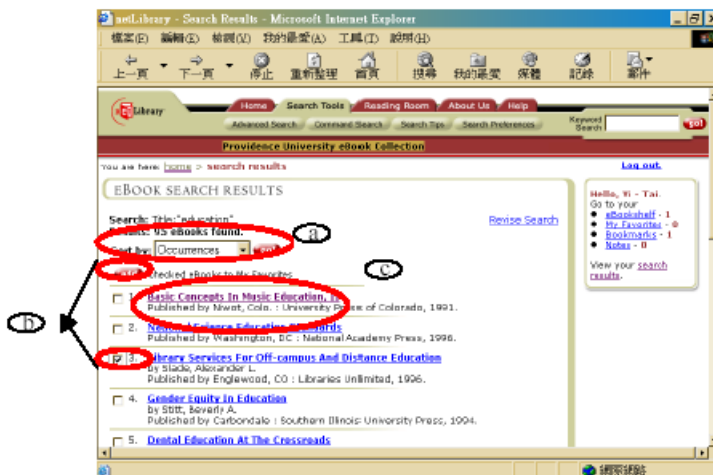 netLibrary - Search Results - Microsoft Internet Explorer
檔案(F) 編輯(E) 檢視(V) 我的最愛(A) 工具(T) 說明(H)
上一頁 下一頁 停止 重新整理 首頁 搜尋 我的最愛 媒體 記錄 郵件
Library
Home Search Tools Reading Room About Us Help
Advanced Search Command Search Search Tips Search Preferences
Keyword Search go!
Providence University eBook Collection
You are here: home > search results
Log out.
EBOOK SEARCH RESULTS
Search: Title:"education"
Results: 95 eBooks found.
Revise Search
Sort by: Occurrences go!
a
checked eBooks to My Favorites
c
b
1. Basic Concepts In Music Education,
Published by Niwot, Colo. : University Press of Colorado, 1991.
2. National Science Education Standards
Published by Washington, DC : National Academy Press, 1996.
3. Library Services For Off-campus And Distance Education
by Slade, Alexander L.
Published by Englewood, CO : Libraries Unlimited, 1996.
4. Gender Equity In Education
by Stitt, Beverly A.
Published by Carbondale : Southern Illinois University Press, 1994.
5. Dental Education At The Crossroads
Hello, Yi - Tai.
Go to your
eBookshelf - 1
My Favorites - 0
Bookmarks - 1
Notes - 0
View your search
results.
網際網路